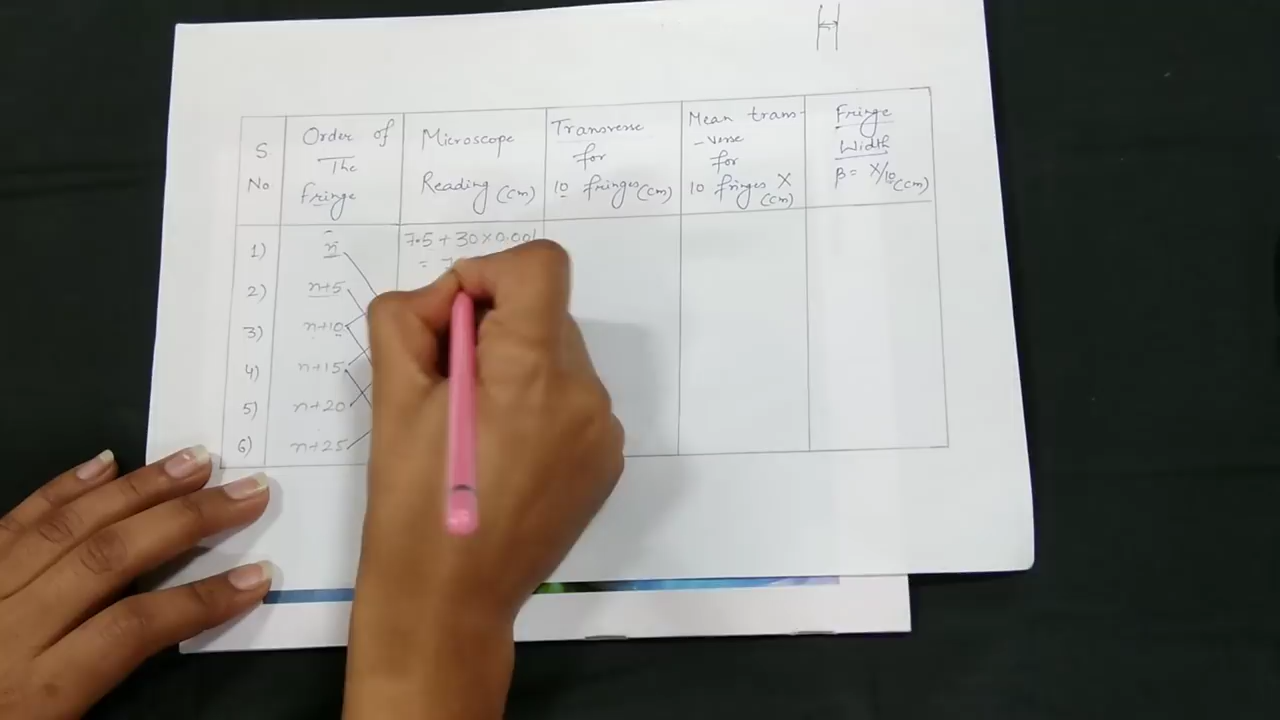 S
No
Order of
The
Fringe
Microscope
Reading (cm)
Transverse
for
10 fringes (cm)
Mean trans-
-verse
for
10 fringes X
(cm)
Fringe
Width
β = X/10 (cm)
1) n 7.5 + 30 × 0.001
= 7
2) n+5
3) n+10
4) n+15
5) n+20
6) n+25